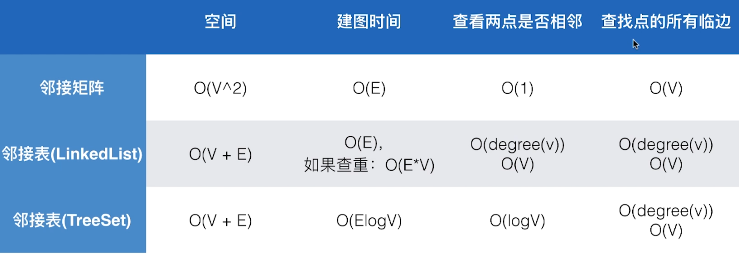 空间 建图时间 查看两点是否相邻 查找点的所有临边
邻接矩阵 O(V^2) O(E) O(1) O(V)
邻接表(LinkedList) O(V + E) O(E),
如果查重：O(E*V) O(degree(v))
O(V) O(degree(v))
O(V)
邻接表(TreeSet) O(V + E) O(ElogV) O(logV) O(degree(v))
O(V)